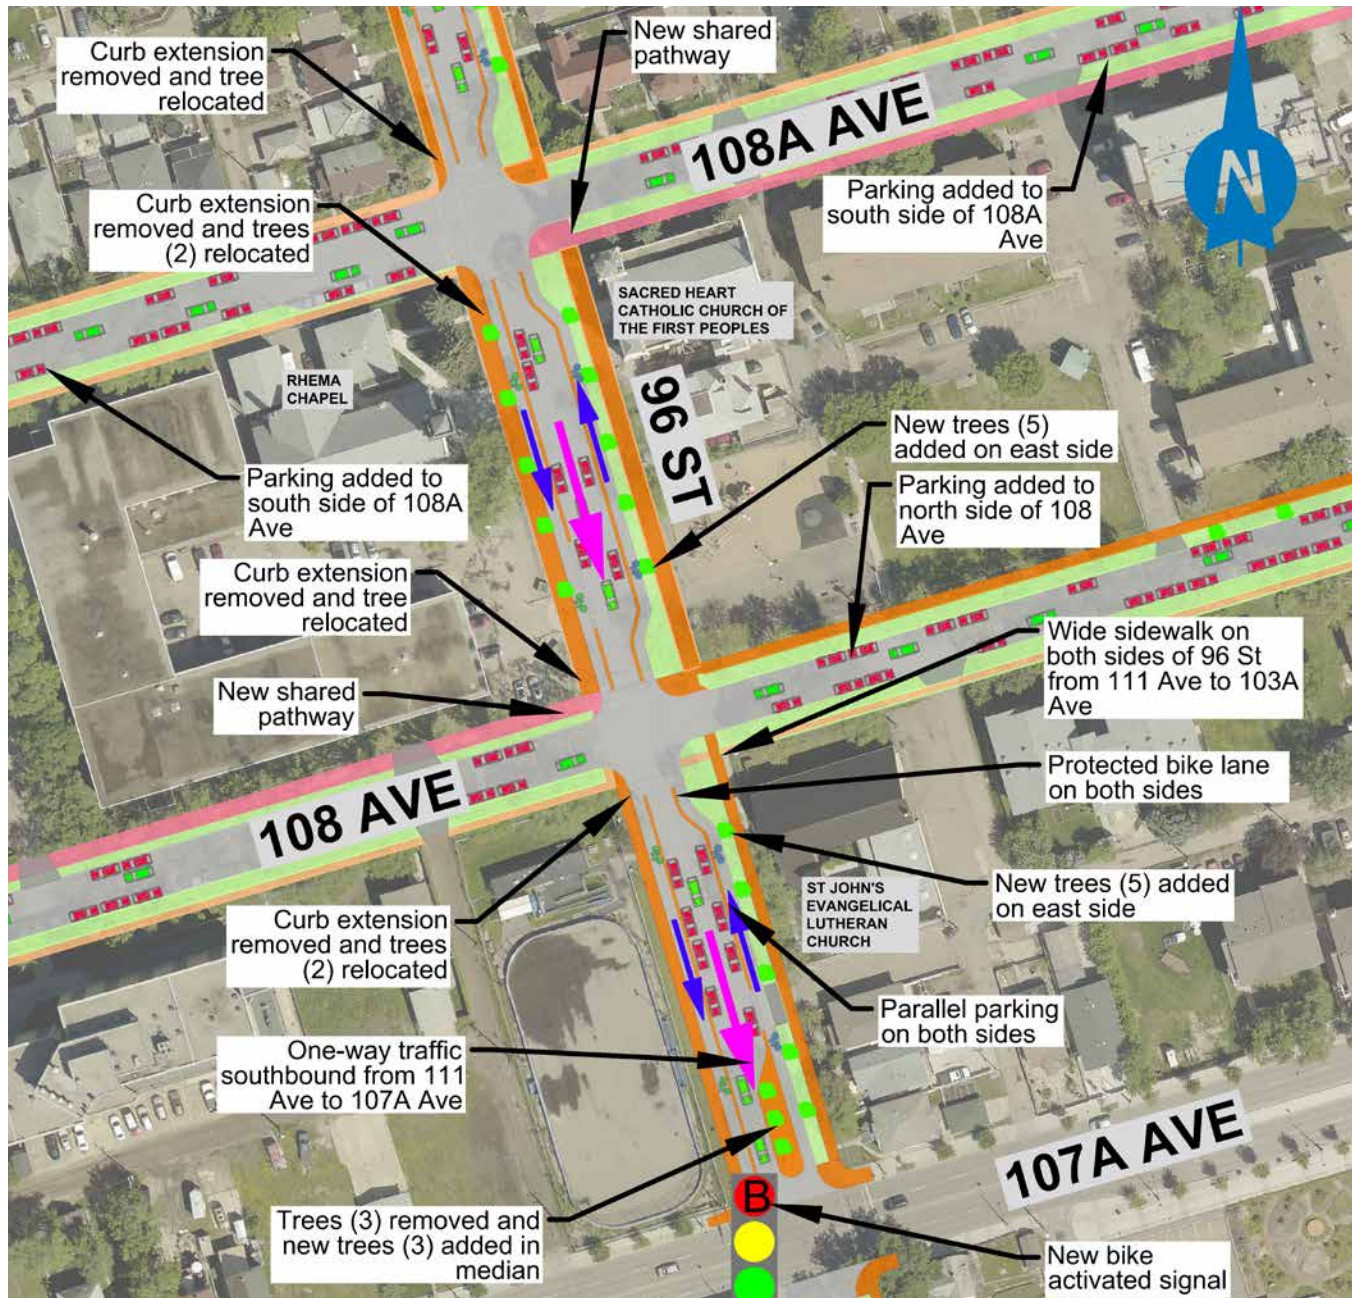 Curb extension
removed and tree
relocated
New shared
pathway
108A AVE
N
Parking added to
south side of 108A
Ave
Curb extension
removed and trees
(2) relocated
SACRED HEART
CATHOLIC CHURCH OF
THE FIRST PEOPLES
RHEMA
CHAPEL
96 ST
New trees (5)
added on east side
Parking added to
south side of 108A
Ave
Parking added to
north side of 108
Ave
Curb extension
removed and tree
relocated
Wide sidewalk on
both sides of 96 St
from 111 Ave to 103A
Ave
New shared
pathway
Protected bike lane
on both sides
108 AVE
New trees (5) added
on east side
ST JOHN'S
EVANGELICAL
LUTHERAN
CHURCH
Curb extension
removed and trees
(2) relocated
Parallel parking
on both sides
One-way traffic
southbound from 111
Ave to 107A Ave
107A AVE
B
Trees (3) removed and
new trees (3) added in
median
New bike
activated signal